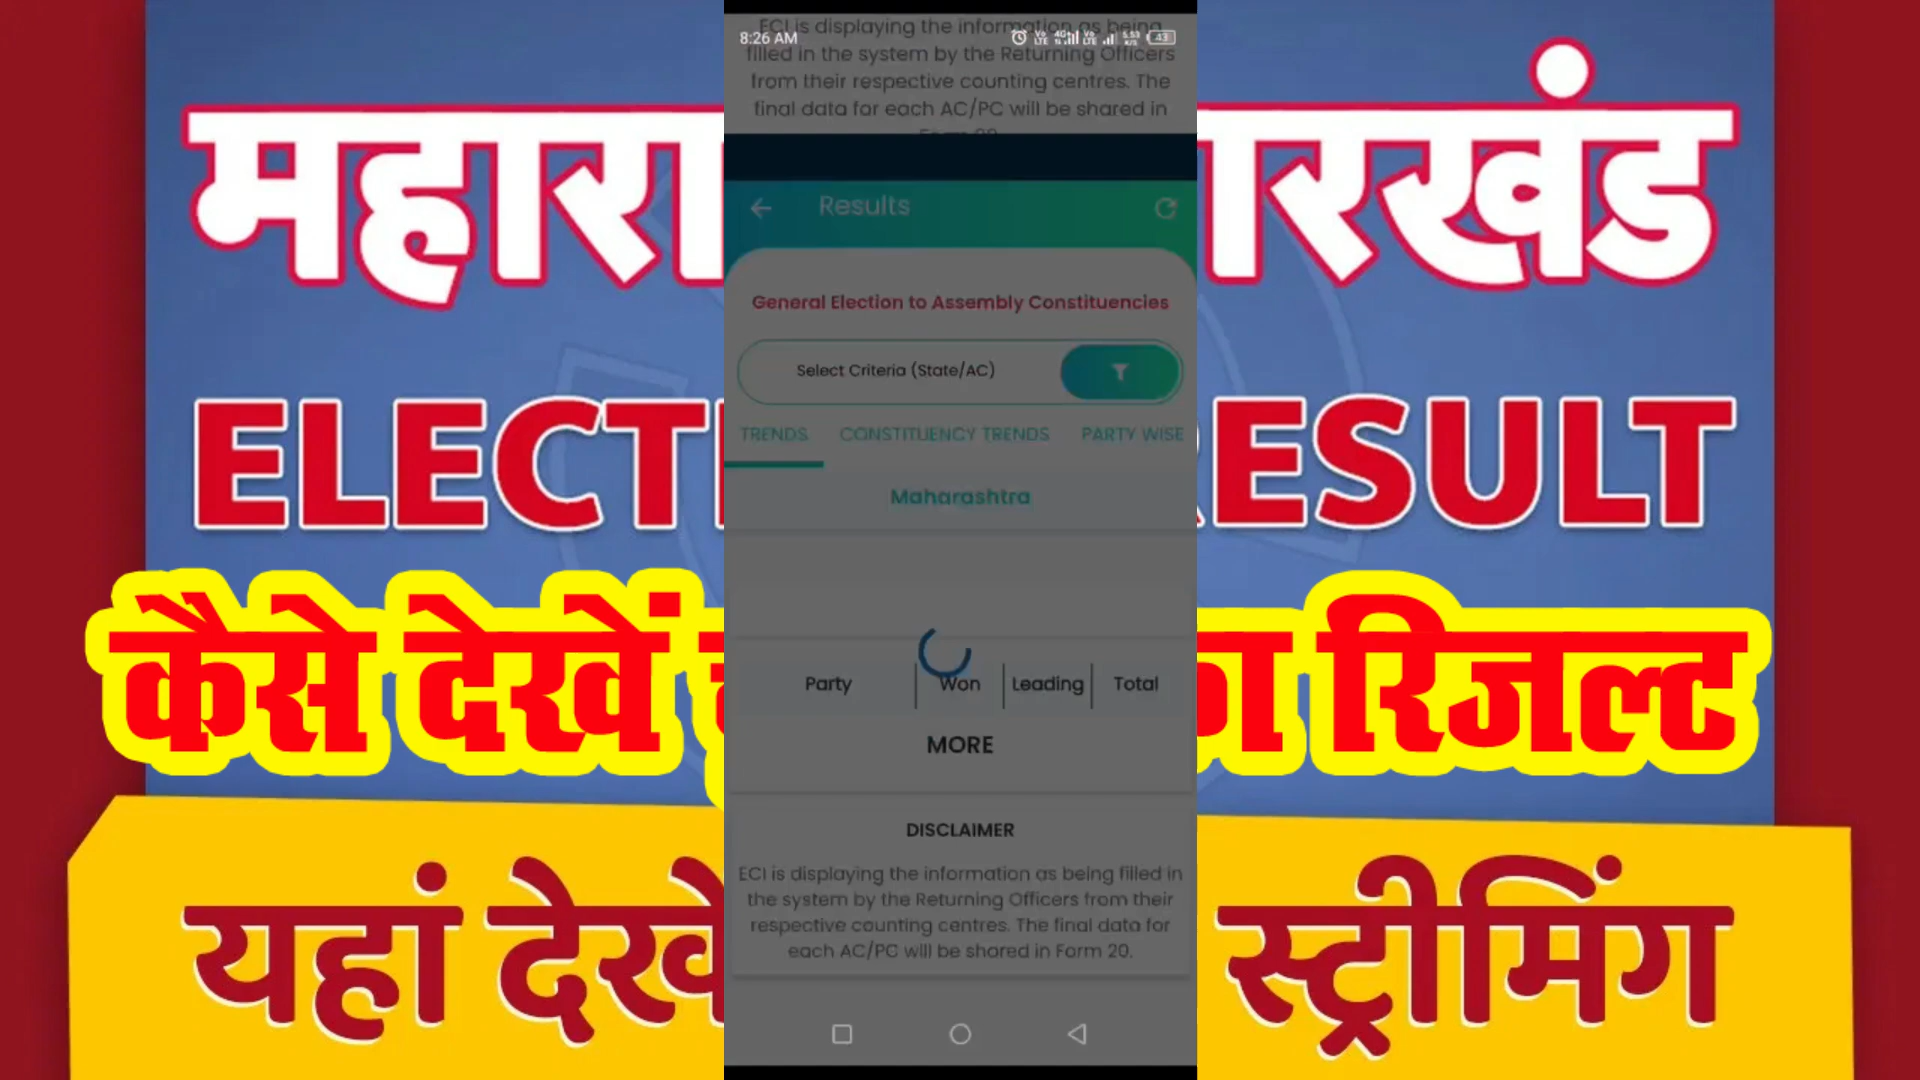 ECI is displaying the information as being
8:26 AM
43
filled in the system by the Returning Officers
from their respective counting centres. The
final data for each AC/PC will be shared in
महारा
ारखंड
Results
General Election to Assembly Constituencies
Select Criteria (State/AC)
ELECT
RESULT
TRENDS CONSTITUENCY TRENDS PARTY WISE
Maharashtra
कैसे देखें
का रिजल्ट
Party Won Leading Total
MORE
DISCLAIMER
ECI is displaying the information as being filled in
the system by the Returning Officers from their
respective counting centres. The final data for
each AC/PC will be shared in Form 20.
यहां देखें
स्ट्रीमिंग